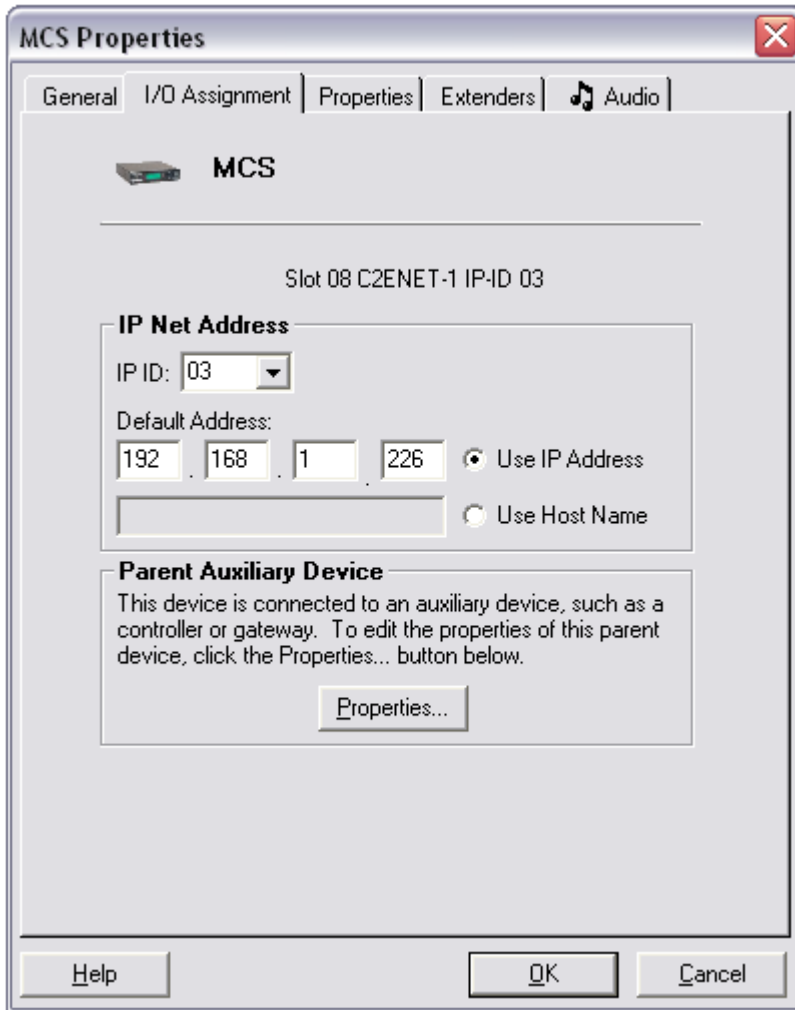 MCS Properties
General I/O Assignment Properties Extenders Audio
MCS
Slot 08 C2ENET-1 IP-ID 03
IP Net Address
IP ID: 03
Default Address:
192 . 168 . 1 . 226 Use IP Address
Use Host Name
Parent Auxiliary Device
This device is connected to an auxiliary device, such as a
controller or gateway. To edit the properties of this parent
device, click the Properties... button below.
Properties...
Help OK Cancel